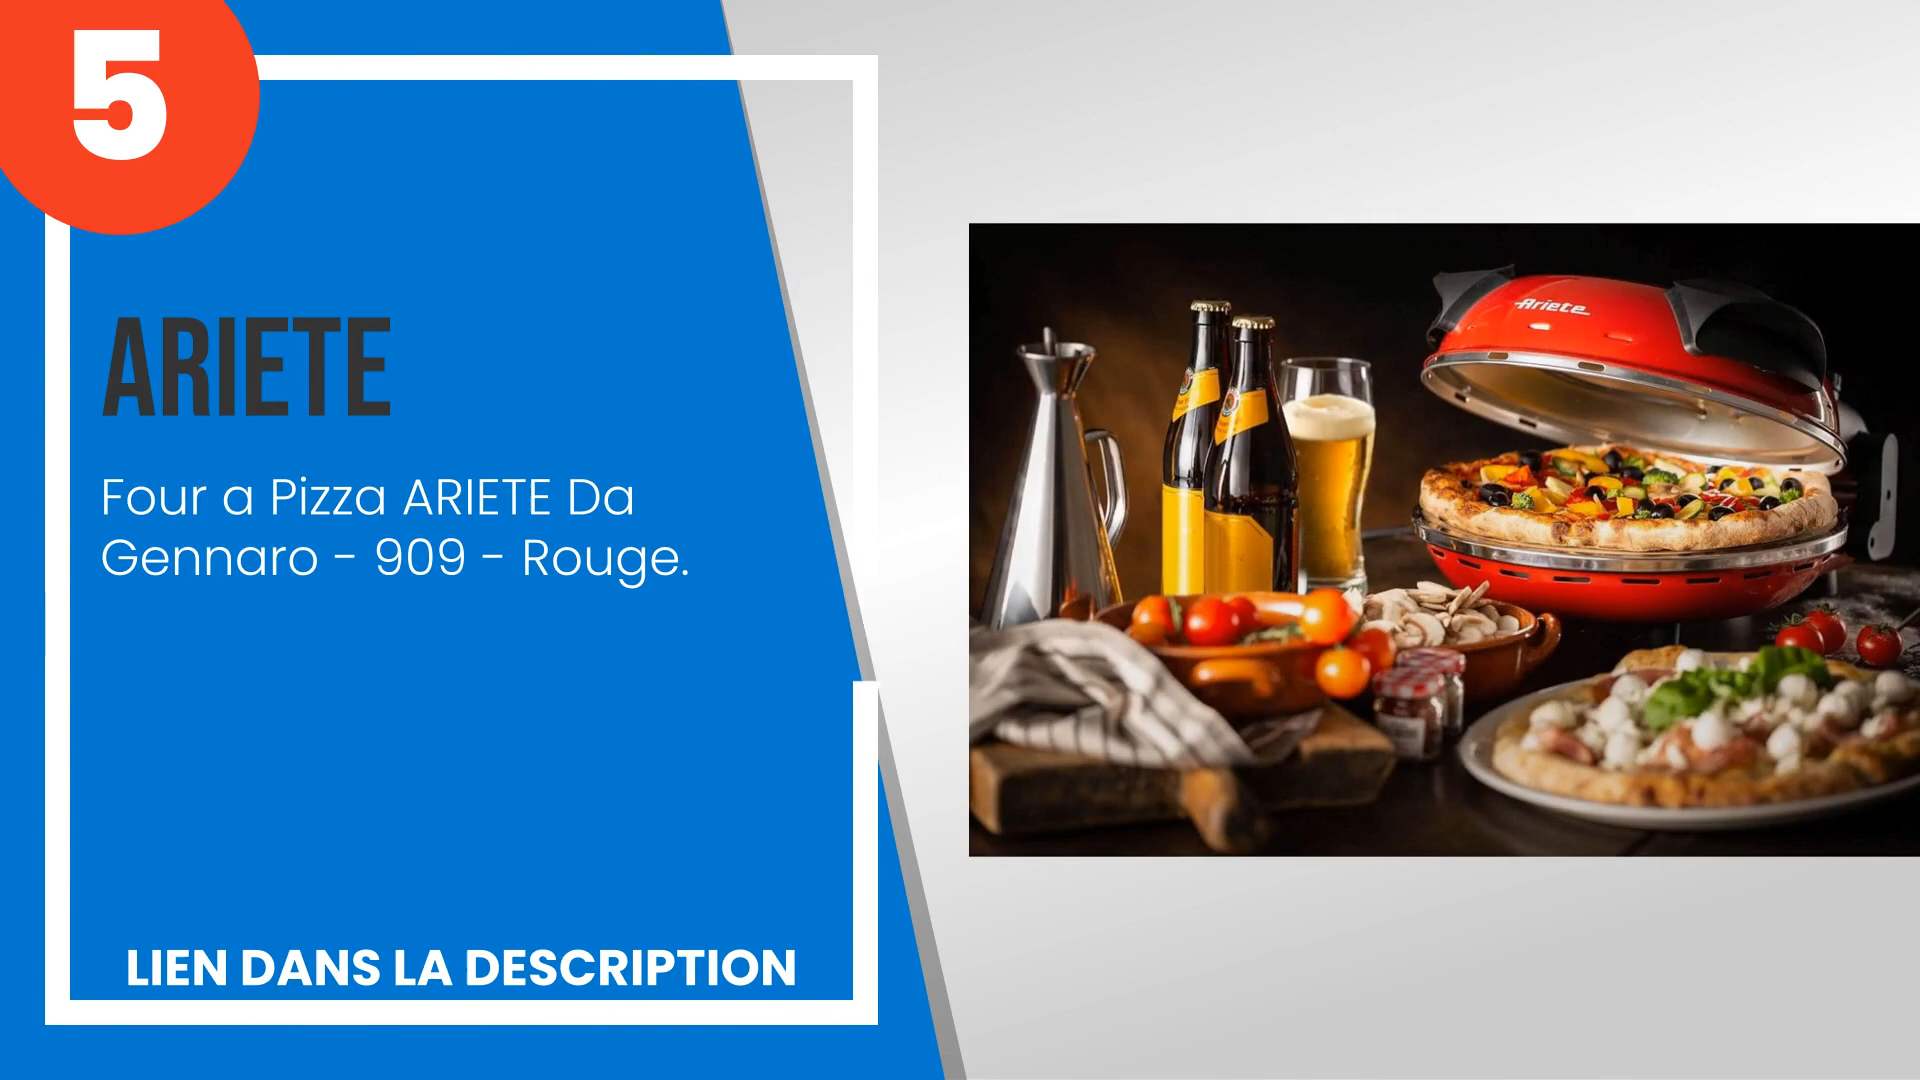 5
ARIETE
Four a Pizza ARIETE Da
Gennaro - 909 - Rouge.
LIEN DANS LA DESCRIPTION
Ariete